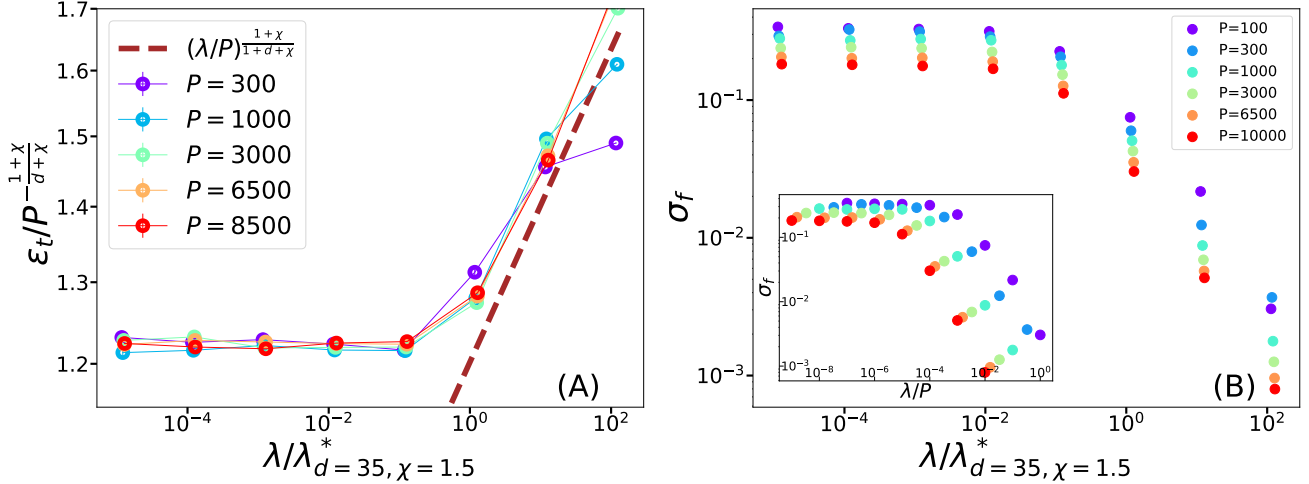 1.7
1.6
1.5
1.4
1.3
1.2
ε_t/P^{-\frac{1+χ}{d+χ}}
(λ/P)^{\frac{1+χ}{1+d+χ}}
P = 300
P = 1000
P = 3000
P = 6500
P = 8500
(A)
10^{-4} 10^{-2} 10^0 10^2
λ/λ^*_{d=35, χ=1.5}
10^{-1}
10^{-2}
10^{-3}
σ_f
P=100
P=300
P=1000
P=3000
P=6500
P=10000
10^{-1}
10^{-2}
10^{-3}
σ_f
10^{-8} 10^{-6} 10^{-4} 10^{-2} 10^0
λ/P
(B)
10^{-4} 10^{-2} 10^0 10^2
λ/λ^*_{d=35, χ=1.5}